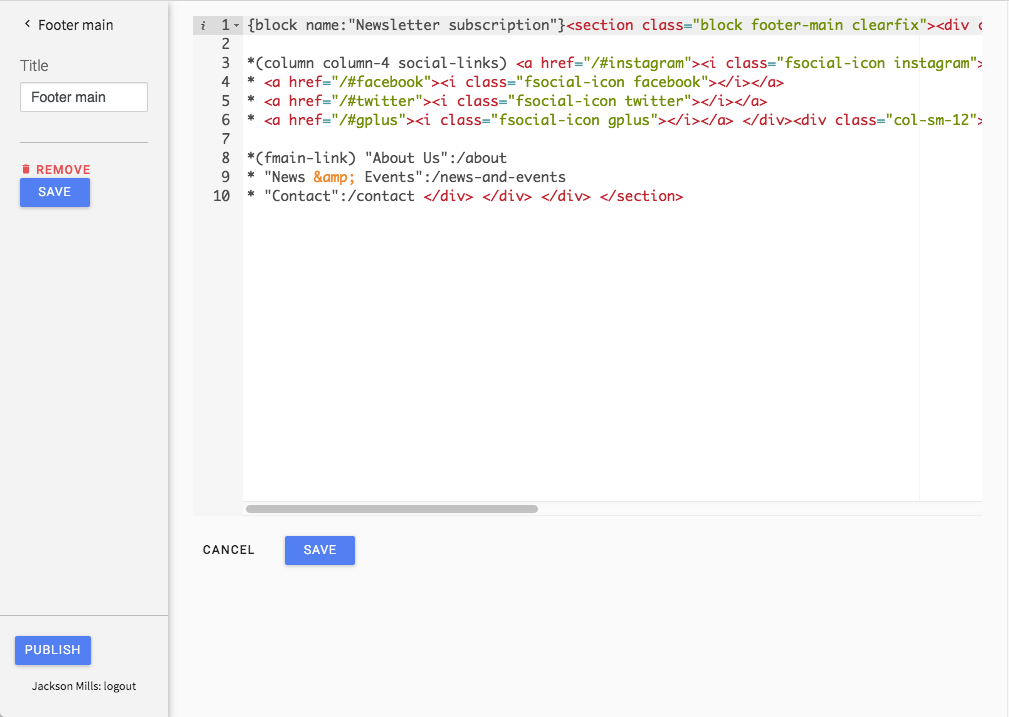 Footer main
Title
Footer main
REMOVE
SAVE
i 1 {block name:"Newsletter subscription"}<section class="block footer-main clearfix"><div c
2
3 *(column column-4 social-links) <a href="/#instagram"><i class="fsocial-icon instagram">
4 * <a href="/#facebook"><i class="fsocial-icon facebook"></i></a>
5 * <a href="/#twitter"><i class="fsocial-icon twitter"></i></a>
6 * <a href="/#gplus"><i class="fsocial-icon gplus"></i></a> </div><div class="col-sm-12">
7
8 *(fmain-link) "About Us":/about
9 * "News &amp; Events":/news-and-events
10 * "Contact":/contact </div> </div> </div> </section>
CANCEL
SAVE
PUBLISH
Jackson Mills: logout